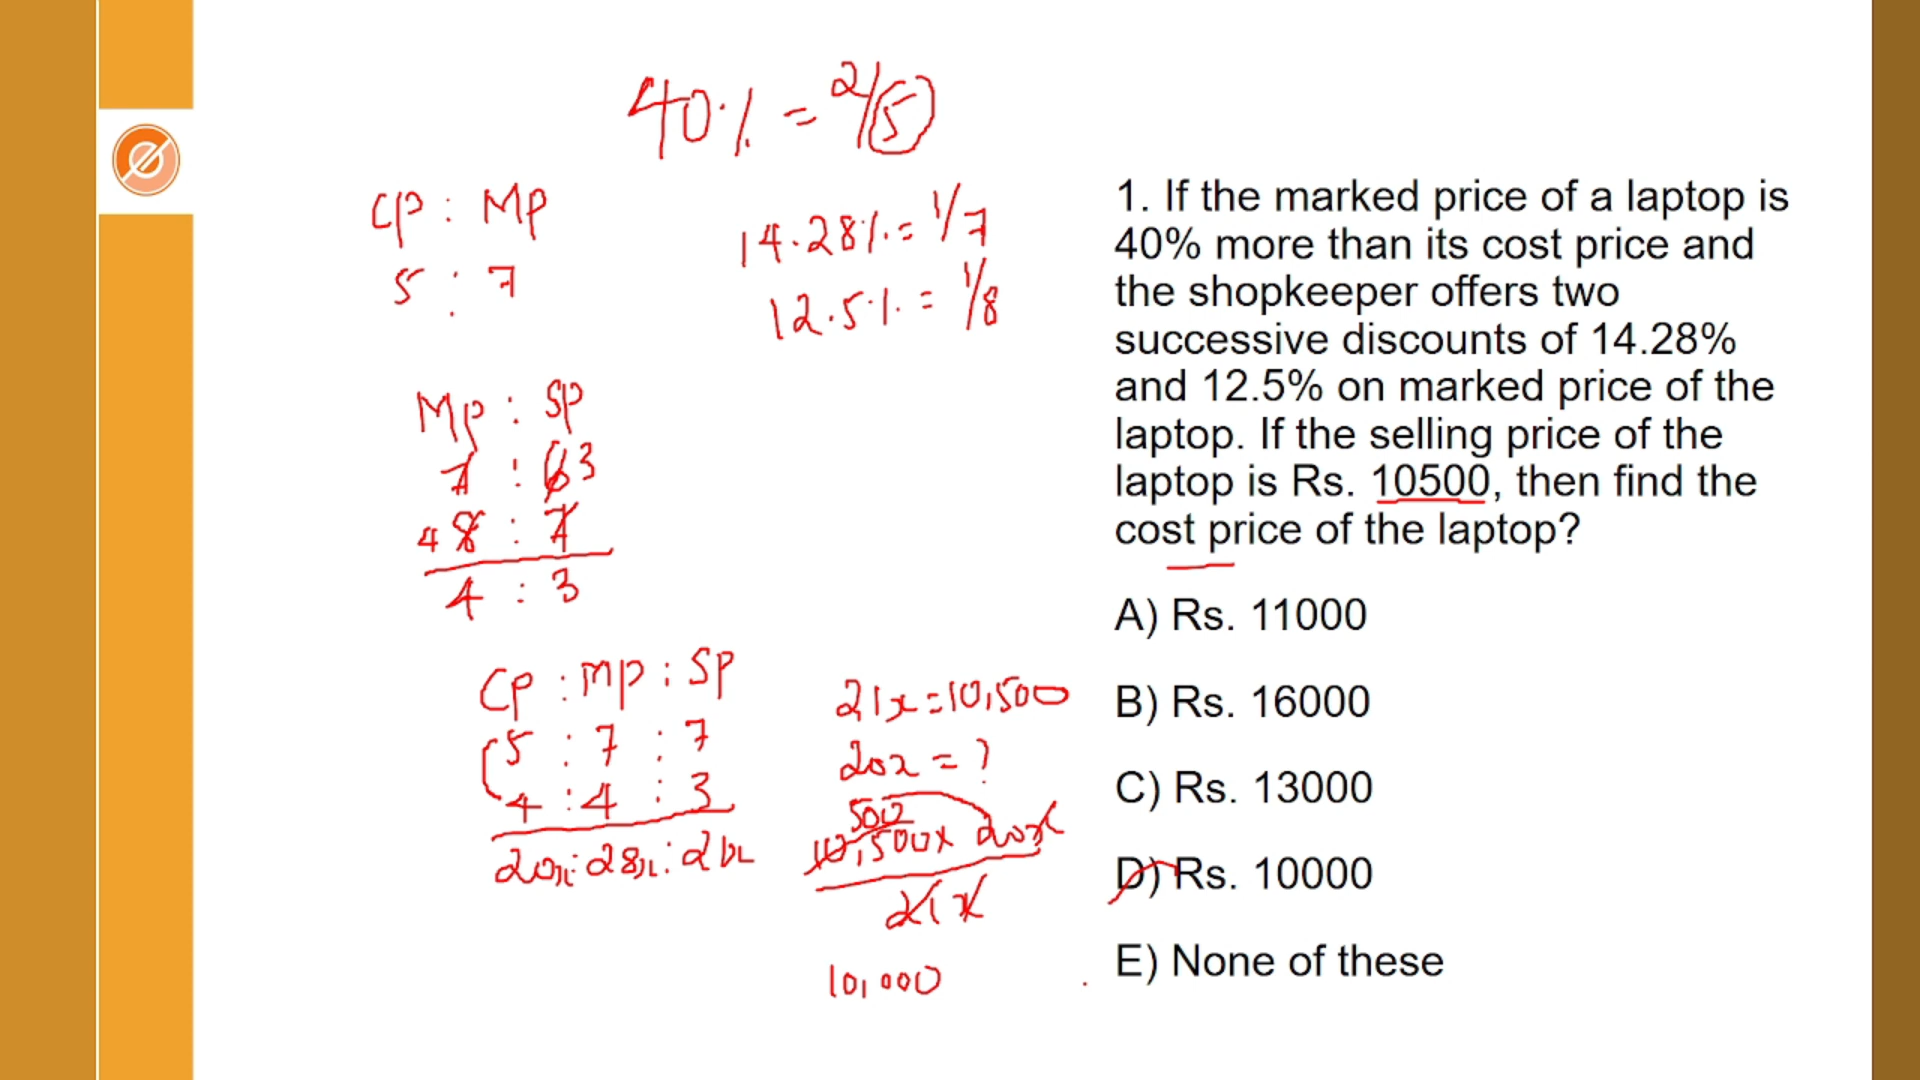 40% = 2/5
CP : MP
5 : 7
14.28% = 1/7
12.5% = 1/8
MP : SP
7 : 6 3
4 8 : 7
4 : 3
CP : MP : SP
5 : 7 : 7
4 : 4 : 3
20x : 28x : 21x
21x = 10,500
20x = ?
500
10,500 x 20x
21x
10,000
1. If the marked price of a laptop is
40% more than its cost price and
the shopkeeper offers two
successive discounts of 14.28%
and 12.5% on marked price of the
laptop. If the selling price of the
laptop is Rs. 10500, then find the
cost price of the laptop?
A) Rs. 11000
B) Rs. 16000
C) Rs. 13000
D) Rs. 10000
E) None of these